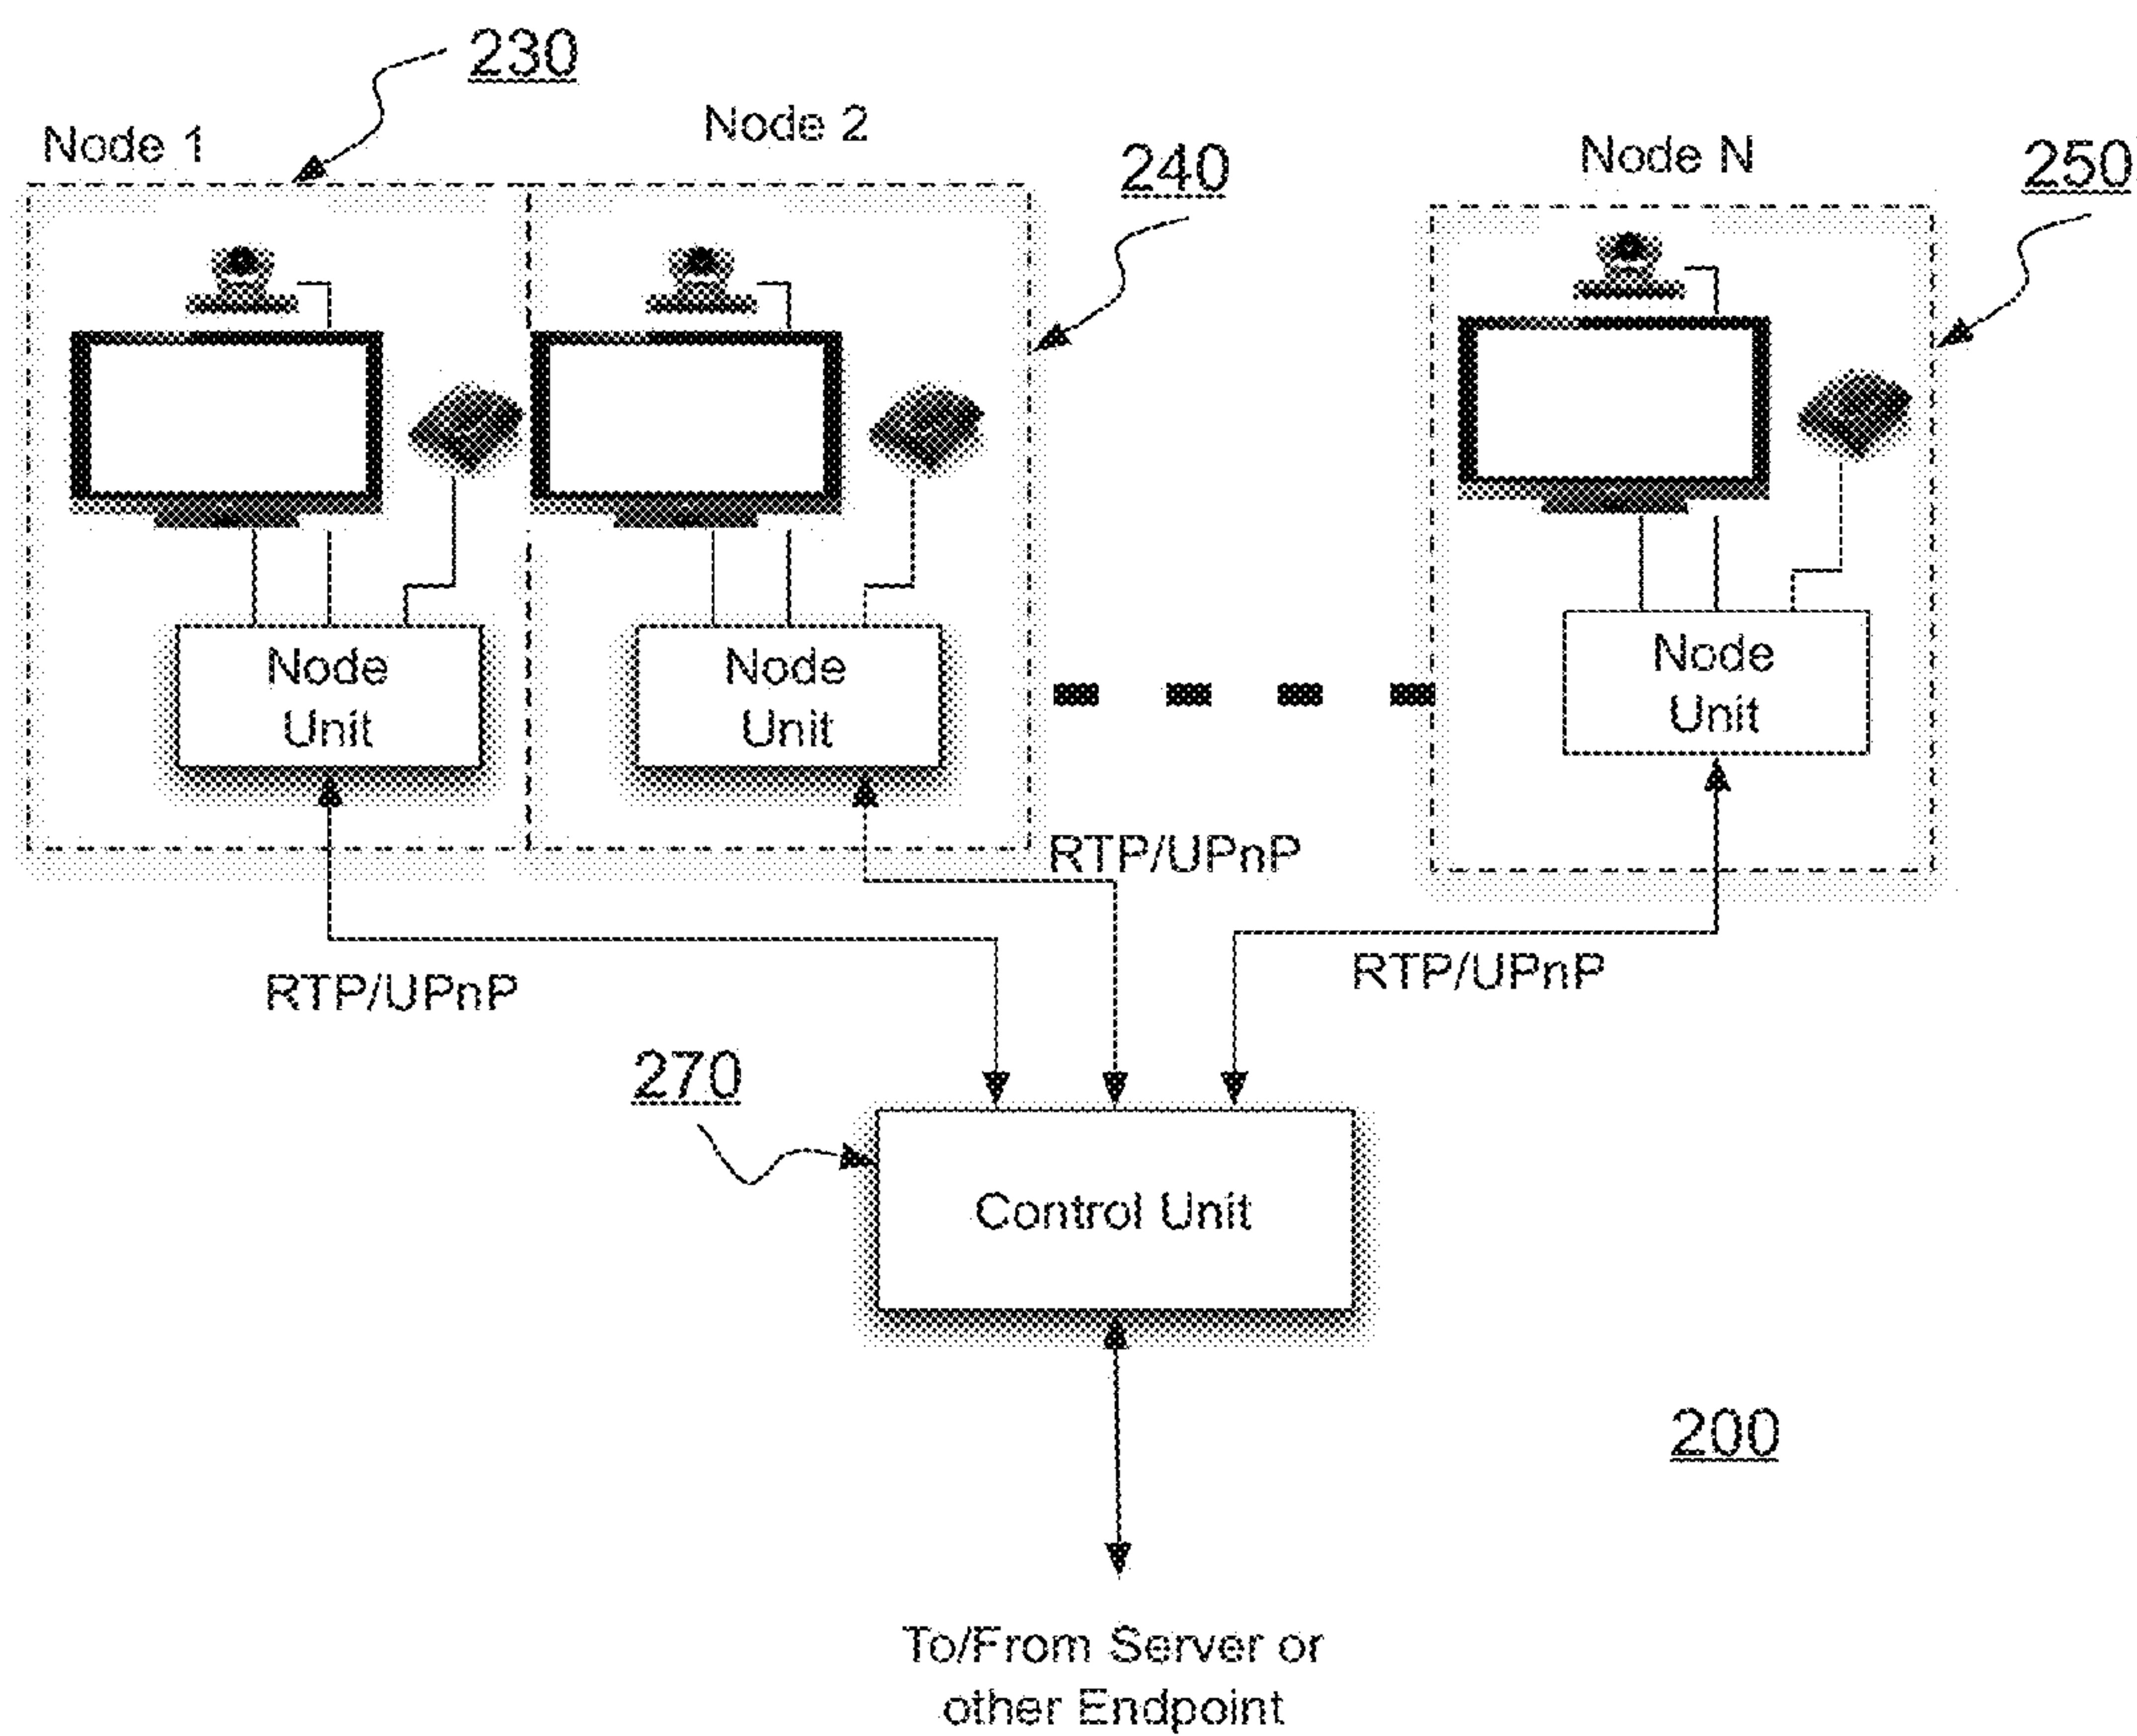 230
Node 1
Node 2
240
Node N
250
Node
Unit
Node
Unit
Node
Unit
RTP/UPnP
RTP/UPnP
RTP/UPnP
270
Control Unit
200
To/From Server or
other Endpoint